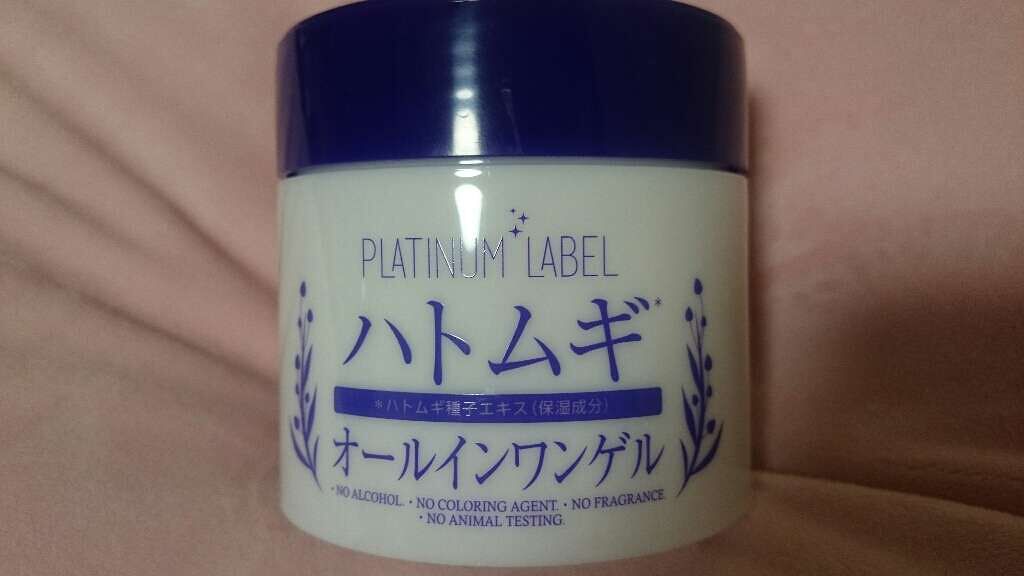 PLATINUM LABEL
ハトムギ*
*ハトムギ種子エキス(保湿成分)
オールインワンゲル
・NO ALCOHOL.・NO COLORING AGENT.・NO FRAGRANCE.
・NO ANIMAL TESTING.